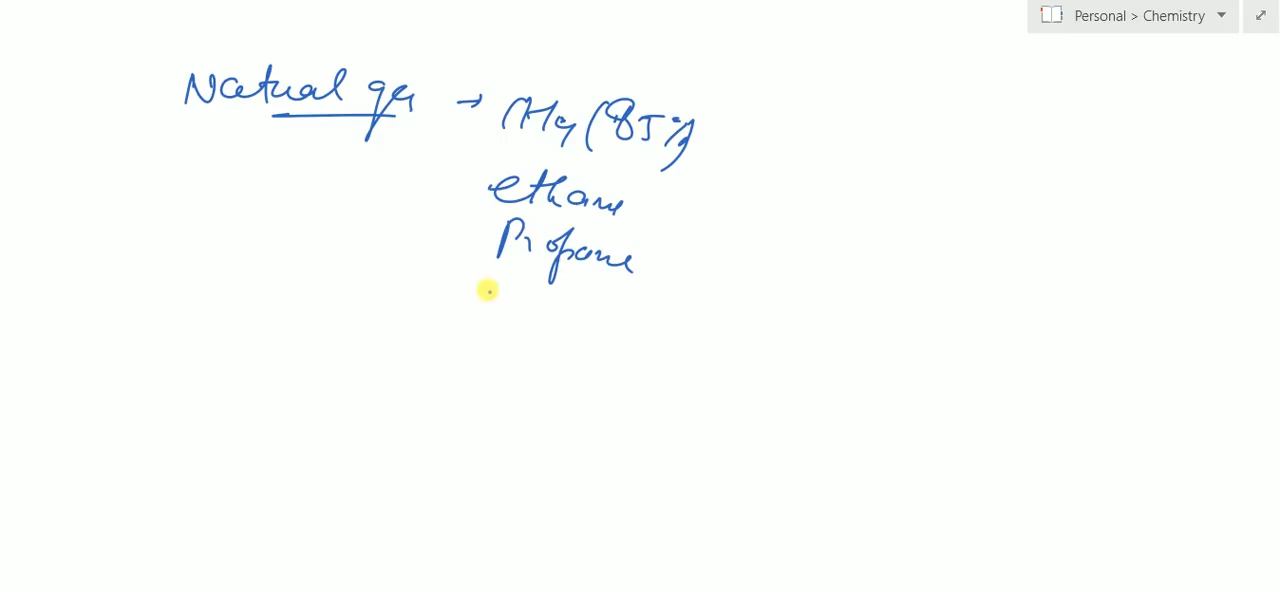 Personal > Chemistry
Natural gas → CH4 (85%)
ethane
Propane